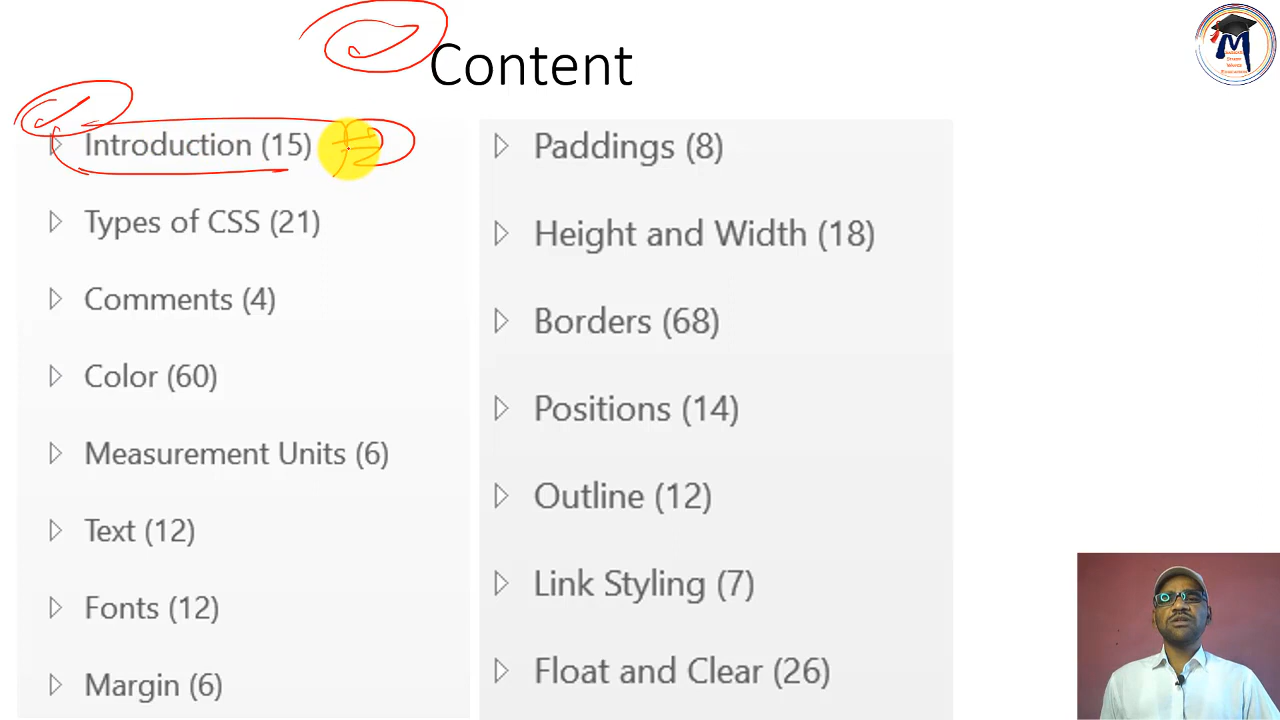 Content
Introduction (15)
Types of CSS (21)
Comments (4)
Color (60)
Measurement Units (6)
Text (12)
Fonts (12)
Margin (6)
Paddings (8)
Height and Width (18)
Borders (68)
Positions (14)
Outline (12)
Link Styling (7)
Float and Clear (26)
M